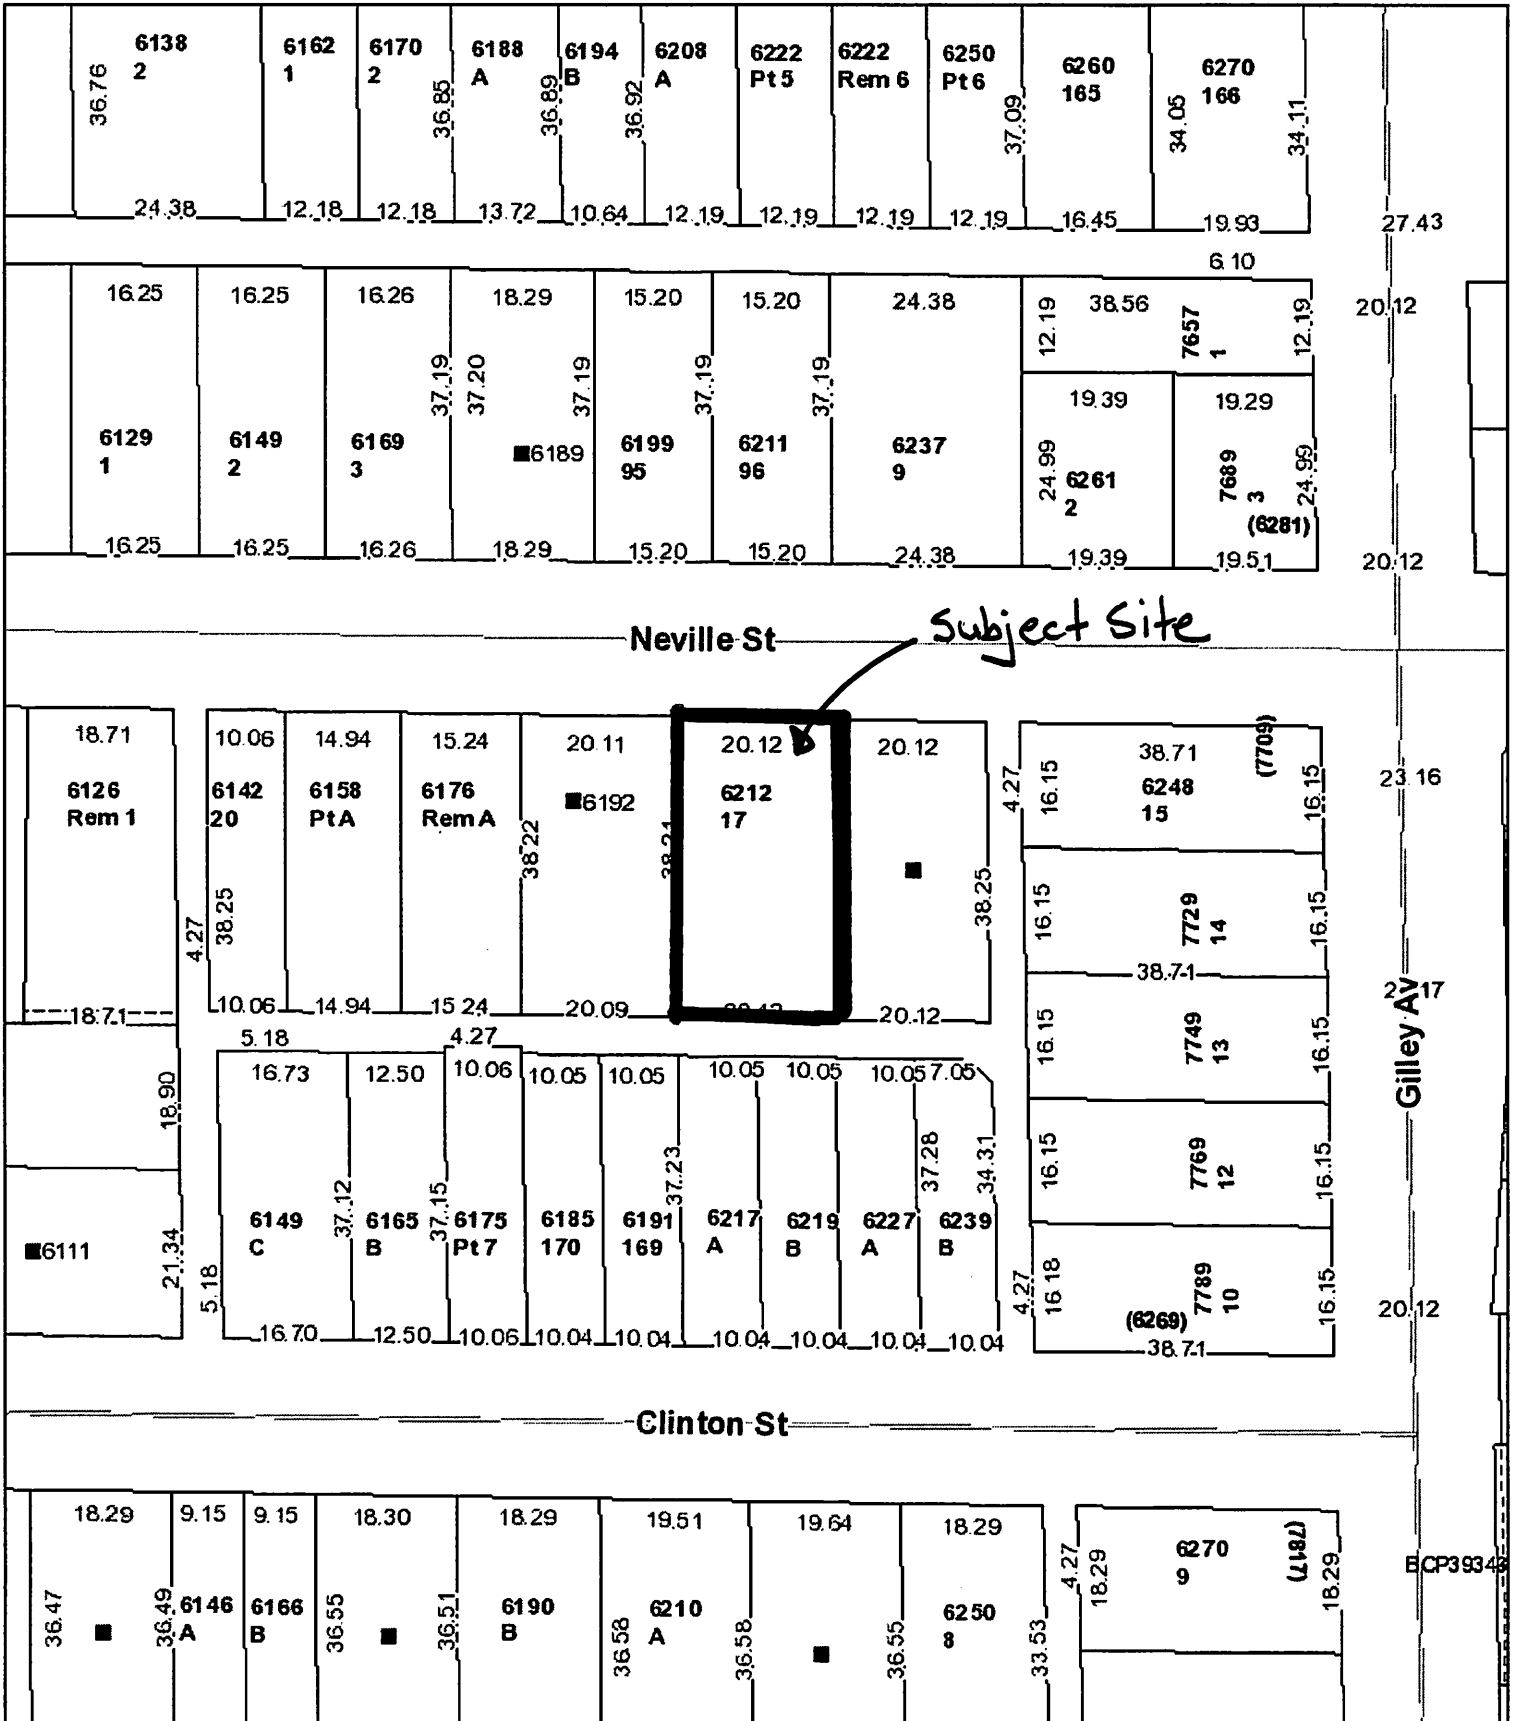 6138 6162 6170 6188 6194 6208 6222 6222 6250 6260 6270
2 1 2 A B A Pt 5 Rem 6 Pt 6 165 166
36.76 36.85 36.89 36.92 37.09 34.05 34.11
24.38 12.18 12.18 13.72 10.64 12.19 12.19 12.19 12.19 16.45 19.93 27.43
6.10
16.25 16.25 16.26 18.29 15.20 15.20 24.38 12.19 38.56 7657 1 12.19 20.12
37.19 37.20 37.19 37.19 37.19
19.39 19.29
6129 6149 6169 6189 6199 6211 6237 24.99 6261 7689 24.99
1 2 3 95 96 9 2 3
(6281)
16.25 16.25 16.26 18.29 15.20 15.20 24.38 19.39 19.51 20.12
Subject Site
Neville St
18.71 10.06 14.94 15.24 20.11 20.12 20.12 38.71 (7709)
4.27 16.15 16.15 23.16
6126 6142 6158 6176 6192 6212 6248
Rem 1 20 Pt A Rem A 17 15
38.22 38.21
4.27 38.25 38.25 16.15 7729 14 16.15
38.71
18.71 10.06 14.94 15.24 20.09 20.12
5.18 4.27 16.15 7749 13 16.15
Gilley Av
16.73 12.50 10.06 10.05 10.05 10.05 10.05 10.05 7.05
18.90 37.12 37.15 37.23 37.28 34.31 16.15 7769 12 16.15
6149 6165 6175 6185 6191 6217 6219 6227 6239
C B Pt 7 170 169 A B A B
6111 21.34 5.18 4.27 16.18 7789 10 16.15 20.12
(6269)
16.70 12.50 10.06 10.04 10.04 10.04 10.04 10.04 10.04 38.71
Clinton St
18.29 9.15 9.15 18.30 18.29 19.51 19.64 18.29
4.27 18.29 6270 (7817) 18.29
9
36.47 36.49 6146 6166 36.55 36.51 6190 36.58 6210 36.58 36.55 6250 33.53
A B B A 8